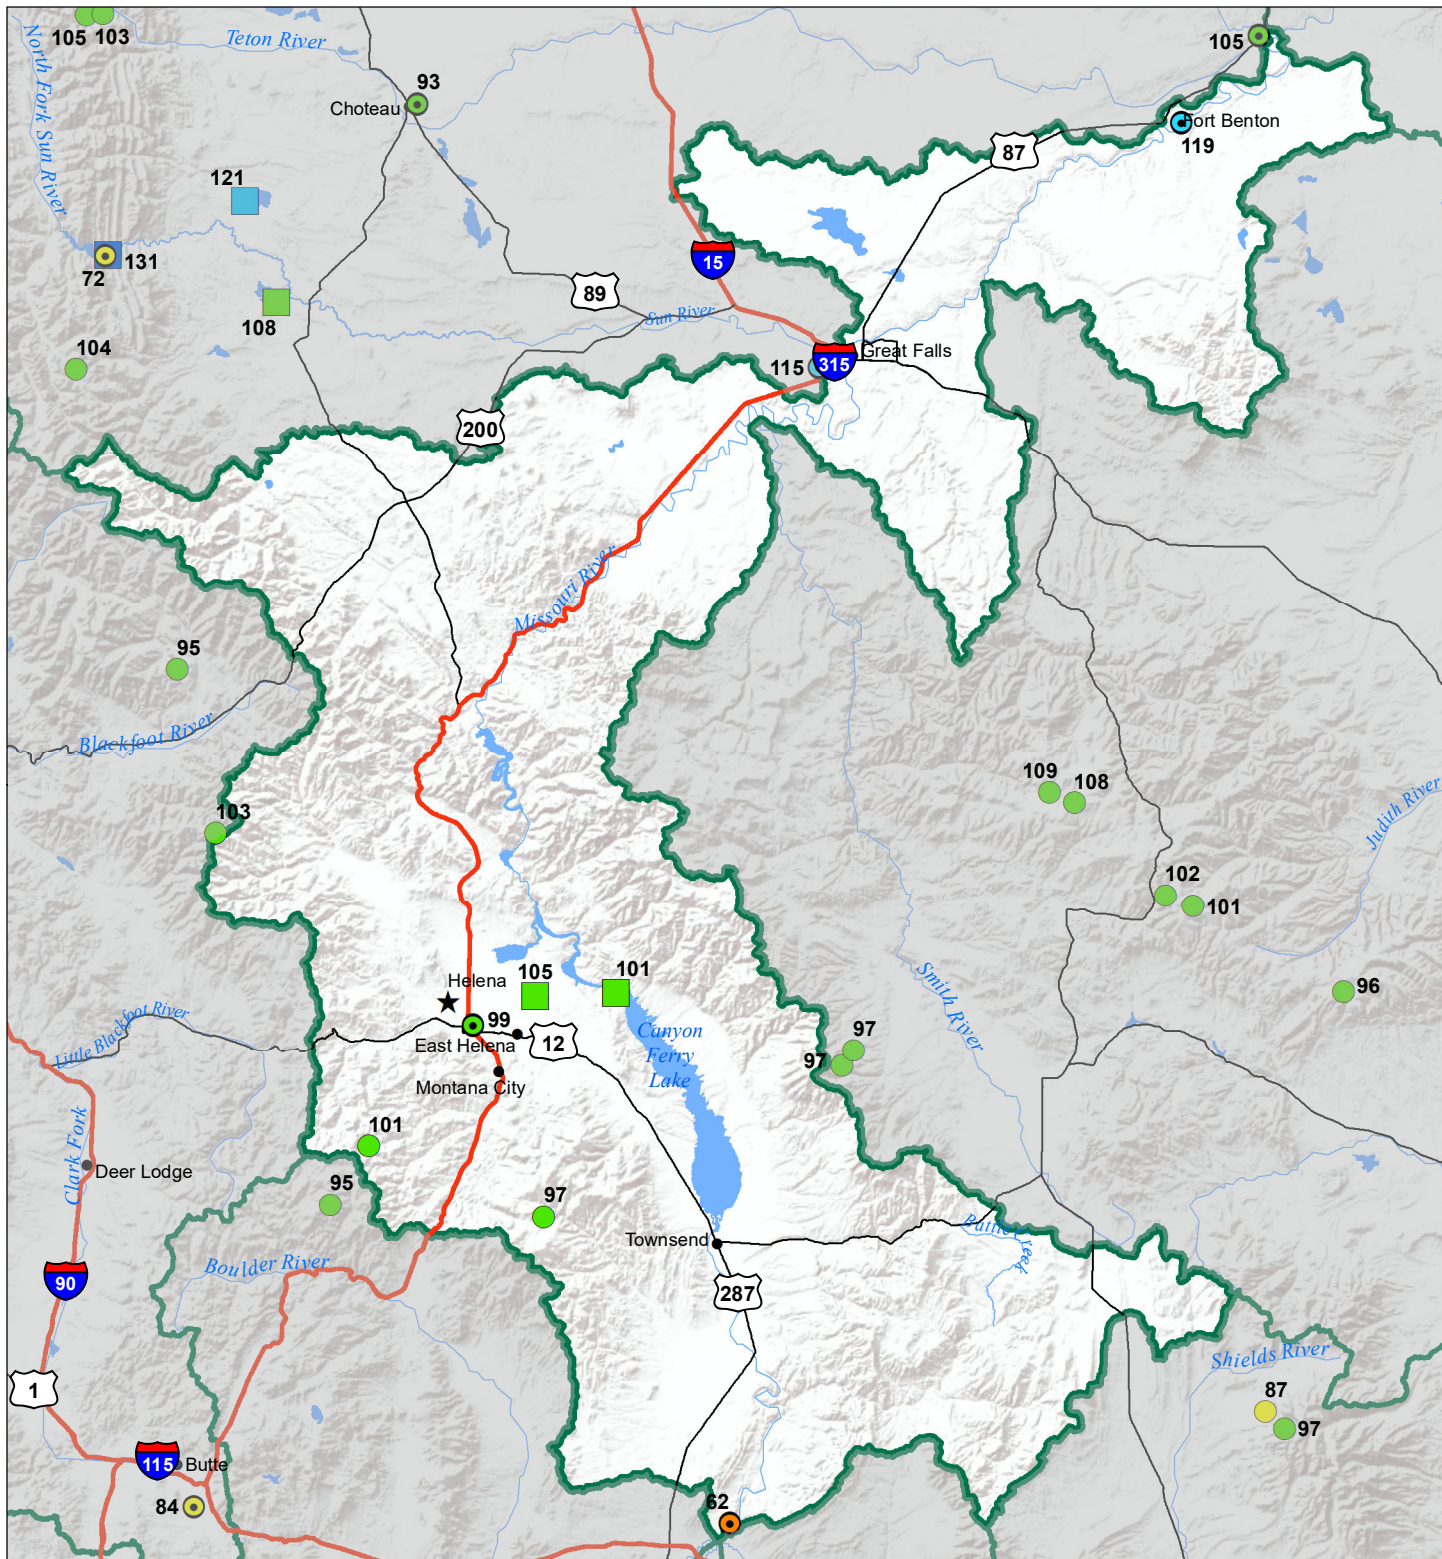 105
103
North Fork Sun River
Teton River
93
Choteau
105
Fort Benton
119
87
121
72
131
15
89
108
Sun River
104
115
315
Great Falls
200
Missouri River
95
Blackfoot River
109
108
Judith River
103
102
101
Helena
105
101
Smith River
96
99
East Helena
12
Canyon
Ferry
Lake
97
97
Little Blackfoot River
Montana City
Clark Fork
101
Deer Lodge
95
97
Townsend
Battle Creek
Boulder River
90
287
Shields River
1
87
97
115
Butte
84
62